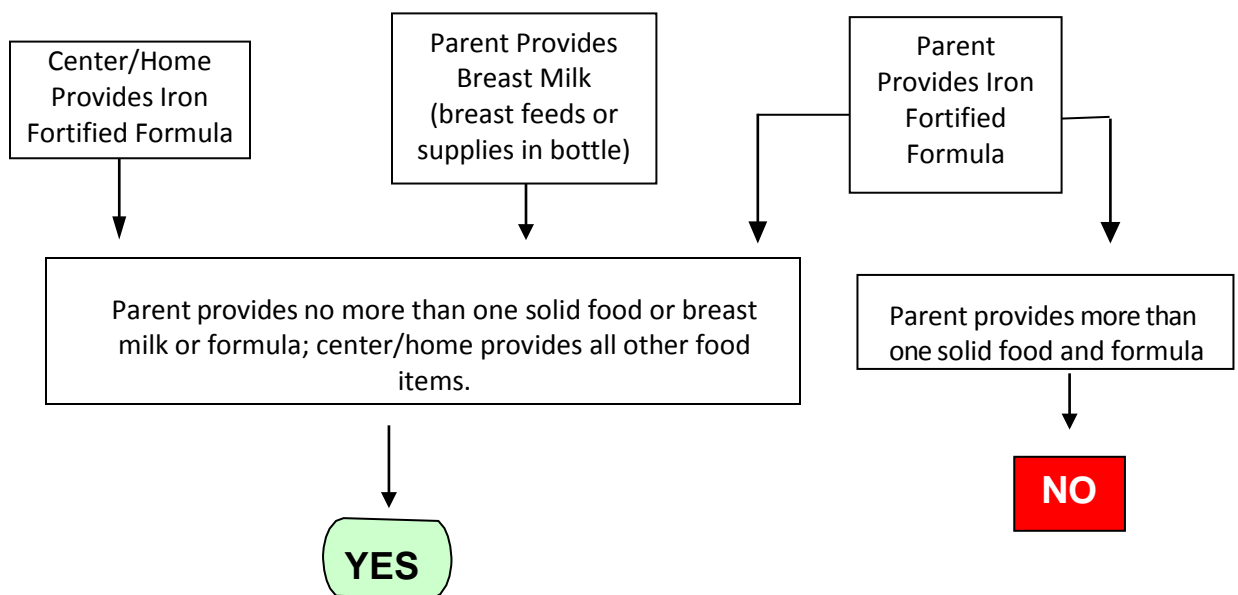 Center/Home
Provides Iron
Fortified Formula
Parent Provides
Breast Milk
(breast feeds or
supplies in bottle)
Parent
Provides Iron
Fortified
Formula
Parent provides no more than one solid food or breast
milk or formula; center/home provides all other food
items.
Parent provides more than
one solid food and formula
YES
NO